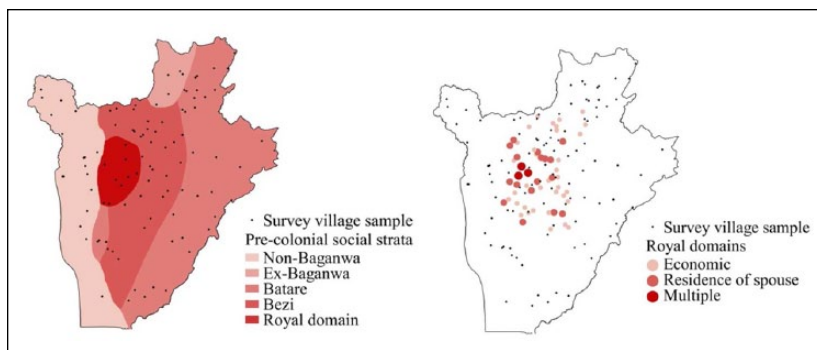 Survey village sample
Pre-colonial social strata
Non-Baganwa
Ex-Baganwa
Batare
Bezi
Royal domain
Survey village sample
Royal domains
Economic
Residence of spouse
Multiple